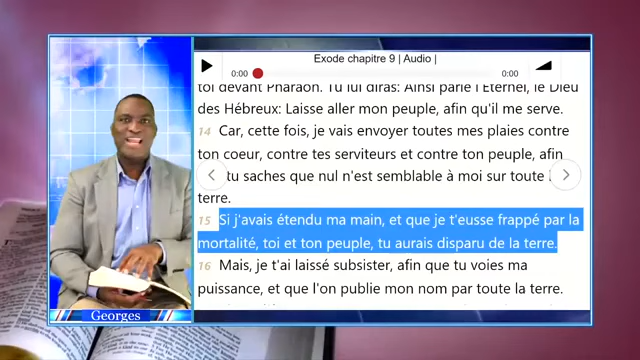 Exode chapitre 9 | Audio |
0:00
0:00
toi devant Pharaon. Tu lui diras: Ainsi parle l'Eternel, le Dieu
des Hébreux: Laisse aller mon peuple, afin qu'il me serve.
14 Car, cette fois, je vais envoyer toutes mes plaies contre
ton coeur, contre tes serviteurs et contre ton peuple, afin
tu saches que nul n'est semblable à moi sur toute
terre.
15 Si j'avais étendu ma main, et que je t'eusse frappé par la
mortalité, toi et ton peuple, tu aurais disparu de la terre.
16 Mais, je t'ai laissé subsister, afin que tu voies ma
puissance, et que l'on publie mon nom par toute la terre.
Georges